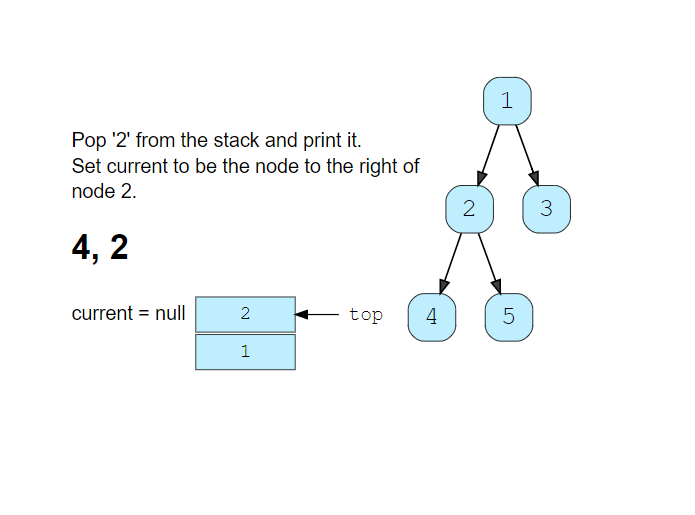 1
Pop '2' from the stack and print it.
Set current to be the node to the right of
node 2.
2
3
4, 2
current = null
2
top
4
5
1